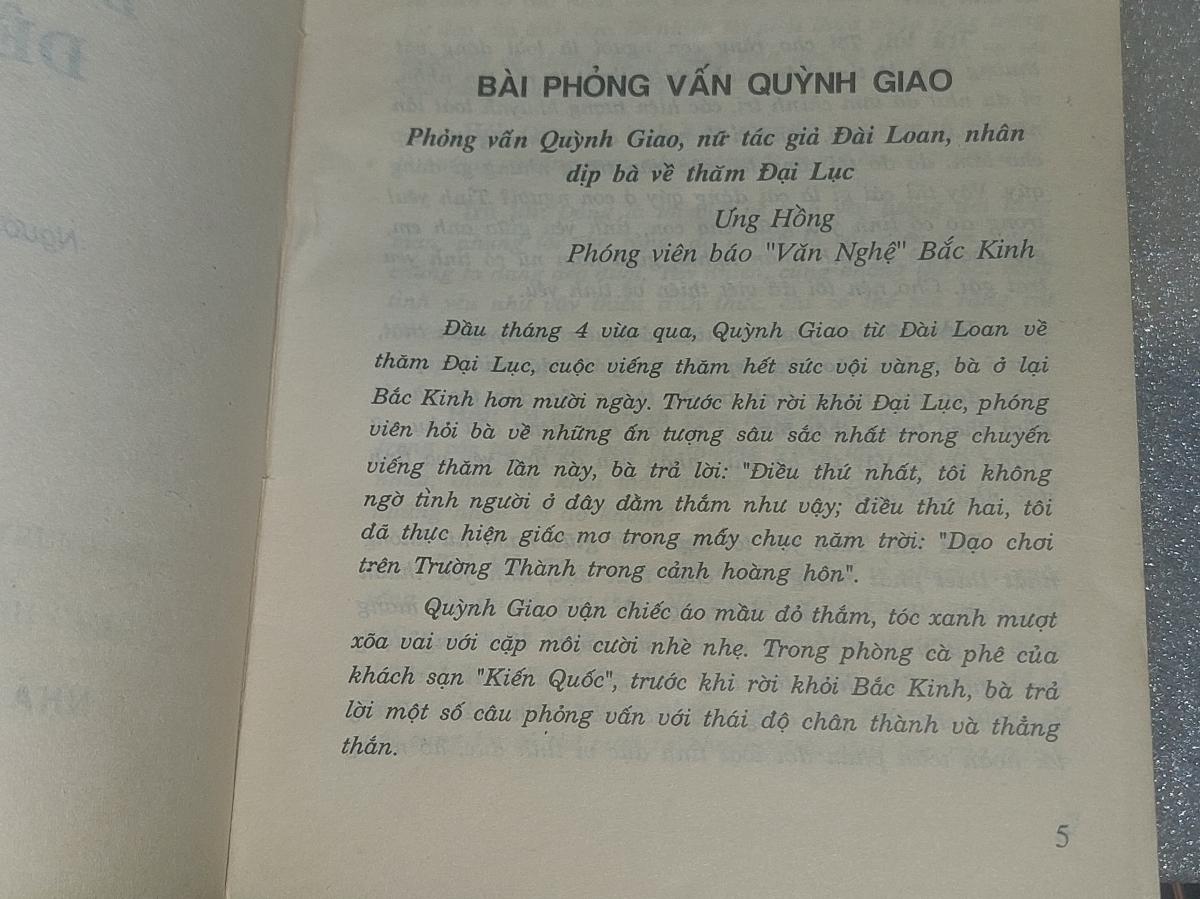 BÀI PHỎNG VẤN QUỲNH GIAO
Phỏng vấn Quỳnh Giao, nữ tác giả Đài Loan, nhân
dịp bà về thăm Đại Lục
Ưng Hồng
Phóng viên báo "Văn Nghệ" Bắc Kinh
Đầu tháng 4 vừa qua, Quỳnh Giao từ Đài Loan về
thăm Đại Lục, cuộc viếng thăm hết sức vội vàng, bà ở lại
Bắc Kinh hơn mười ngày. Trước khi rời khỏi Đại Lục, phóng
viên hỏi bà về những ấn tượng sâu sắc nhất trong chuyến
viếng thăm lần này, bà trả lời: "Điều thứ nhất, tôi không
ngờ tình người ở đây đằm thắm như vậy; điều thứ hai, tôi
đã thực hiện giấc mơ trong mấy chục năm trời: "Dạo chơi
trên Trường Thành trong cảnh hoàng hôn".
Quỳnh Giao vận chiếc áo mầu đỏ thắm, tóc xanh mượt
xõa vai với cặp môi cười nhè nhẹ. Trong phòng cà phê của
khách sạn "Kiến Quốc", trước khi rời khỏi Bắc Kinh, bà trả
lời một số câu phỏng vấn với thái độ chân thành và thẳng
thắn.
5